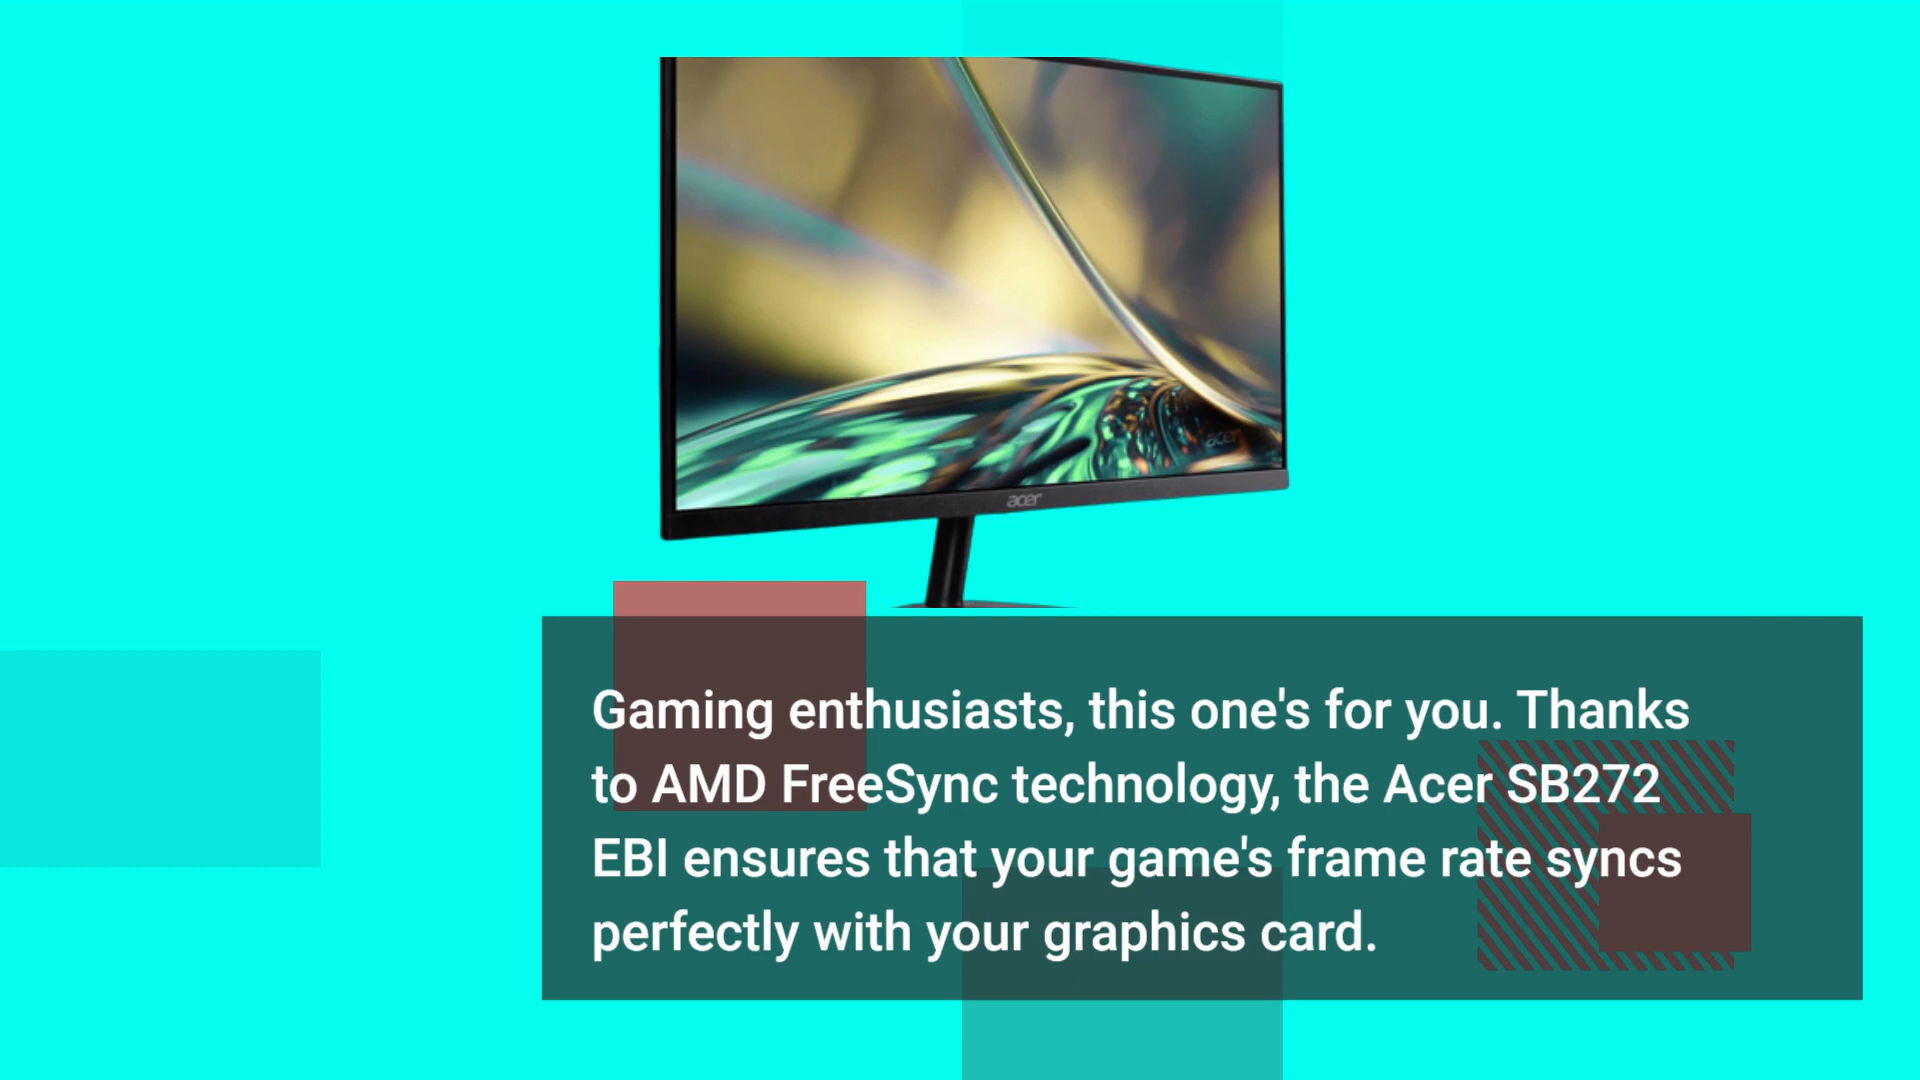 acer
acer
Gaming enthusiasts, this one's for you. Thanks
to AMD FreeSync technology, the Acer SB272
EBI ensures that your game's frame rate syncs
perfectly with your graphics card.